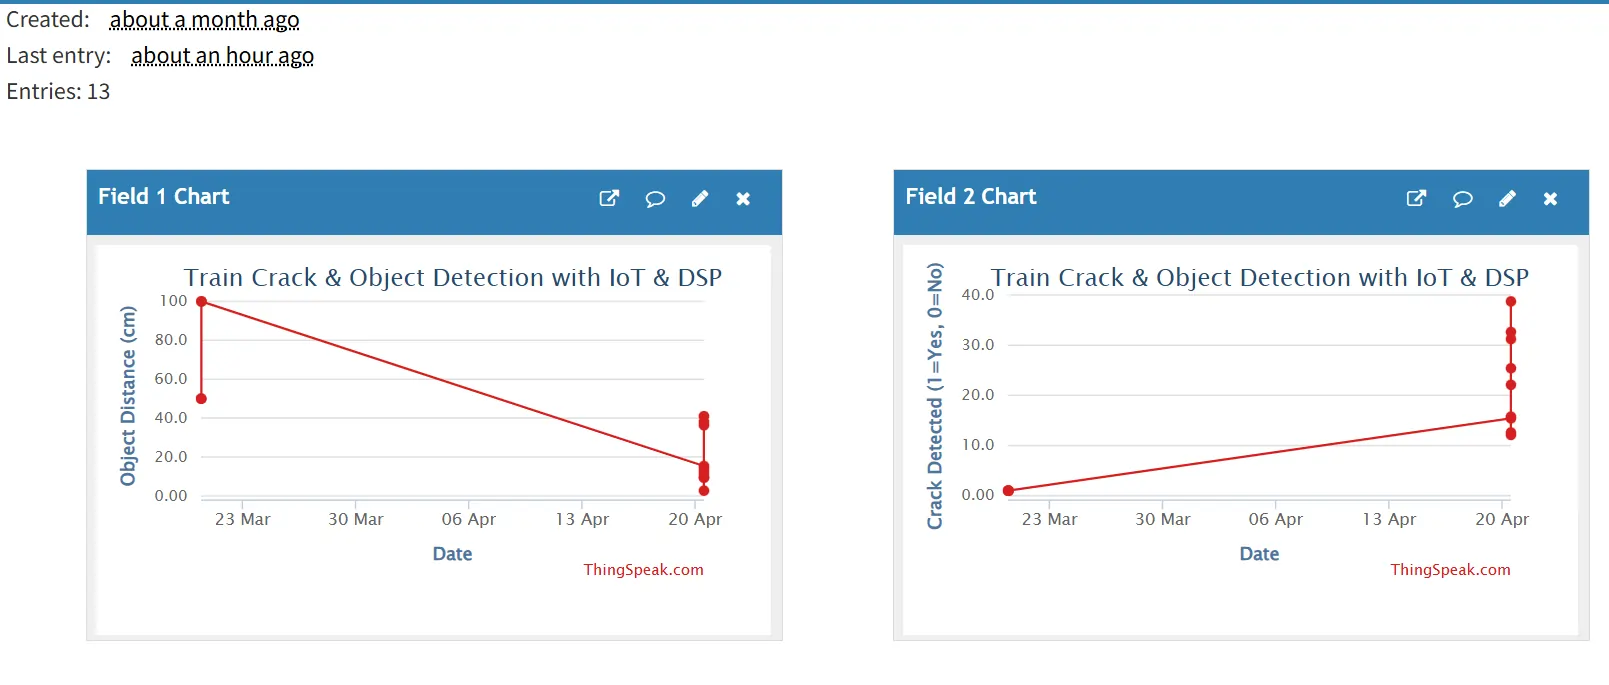 Created: about a month ago
Last entry: about an hour ago
Entries: 13
Field 1 Chart
Train Crack & Object Detection with IoT & DSP
Object Distance (cm)
100
80.0
60.0
40.0
20.0
0.00
23 Mar 30 Mar 06 Apr 13 Apr 20 Apr
Date
ThingSpeak.com
Field 2 Chart
Train Crack & Object Detection with IoT & DSP
Crack Detected (1=Yes, 0=No)
40.0
30.0
20.0
10.0
0.00
23 Mar 30 Mar 06 Apr 13 Apr 20 Apr
Date
ThingSpeak.com